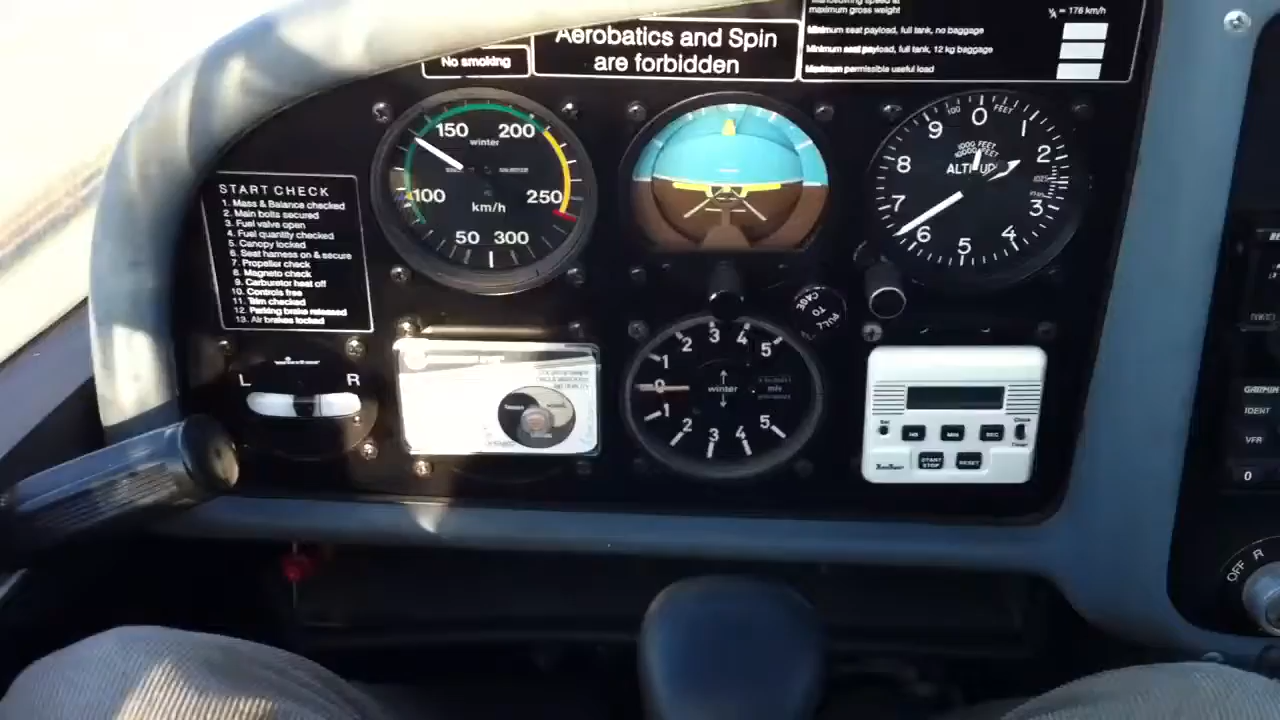 maximum gross weight
VA = 176 km/h
Minimum seat payload, full tank, no baggage
Minimum seat payload, full tank, 12 kg baggage
Maximum permissible useful load
Aerobatics and Spin
are forbidden
No smoking
START CHECK
1. Mass & Balance checked
2. Main bolts secured
3. Fuel valve open
4. Fuel quantity checked
5. Canopy locked
6. Seat harness on & secure
7. Propeller check
8. Magneto check
9. Carburetor heat off
10. Controls free
11. Trim checked
12. Parking brake released
13. Air brakes locked
150 200
winter
100 250
km/h
50 300
0
100 FEET
9 1
1000 FEET
10000 FEET
8 2
ALT
7 3
6 5 4
PULL
TO
CAGE
L R
1 2 3 4 5
0
winter
1 2 3 4 5
HR MIN SEC
START
STOP
RESET
GARMIN
IDENT
VFR
0
OFF R